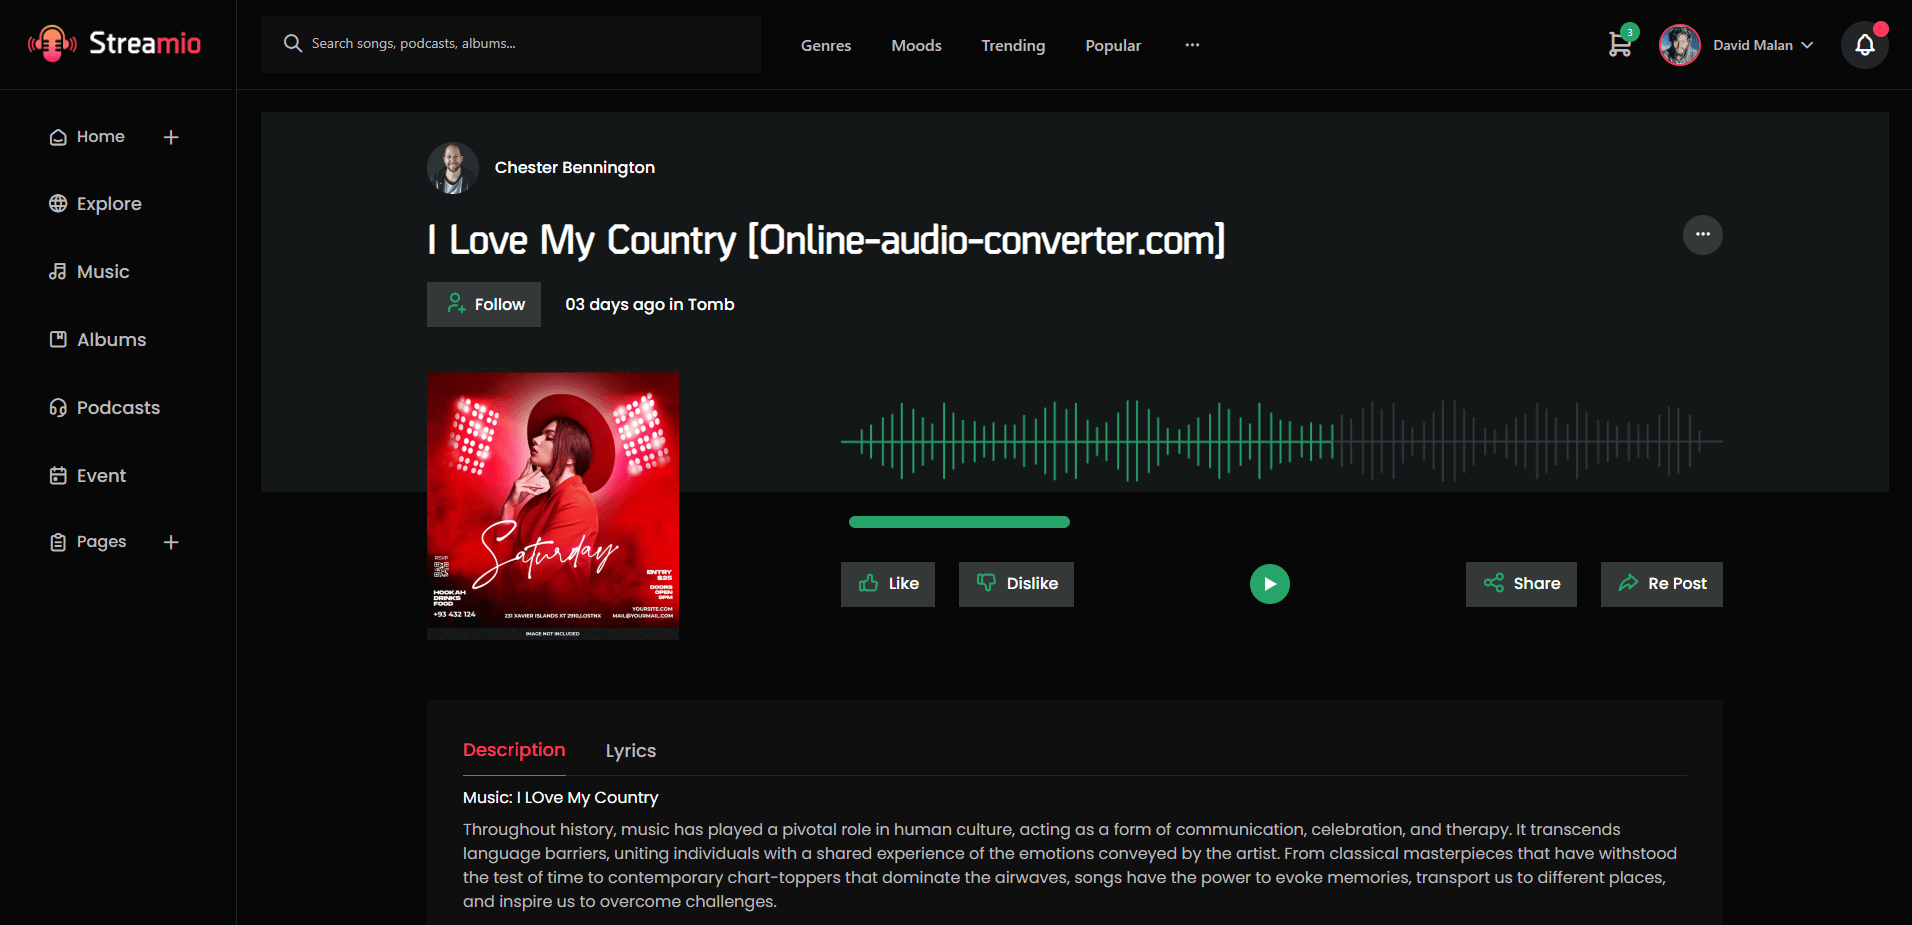 Streamio
Search songs, podcasts, albums...
Genres
Moods
Trending
Popular
3
David Malan
Home
Explore
Music
Albums
Podcasts
Event
Pages
Chester Bennington
I Love My Country [Online-audio-converter.com]
Follow
03 days ago in Tomb
Saturday
RSVP
HOOKAH
DRINKS
FOOD
+93 432 124
ENTRY
$25
DOORS
OPEN
9PM
231 XAVIER ISLANDS XT 2910,LOSTNX
YOURSITE.COM
MAIL@YOURMAIL.COM
IMAGE NOT INCLUDED
Like
Dislike
Share
Re Post
Description
Lyrics
Music: I LOve My Country
Throughout history, music has played a pivotal role in human culture, acting as a form of communication, celebration, and therapy. It transcends
language barriers, uniting individuals with a shared experience of the emotions conveyed by the artist. From classical masterpieces that have withstood
the test of time to contemporary chart-toppers that dominate the airwaves, songs have the power to evoke memories, transport us to different places,
and inspire us to overcome challenges.